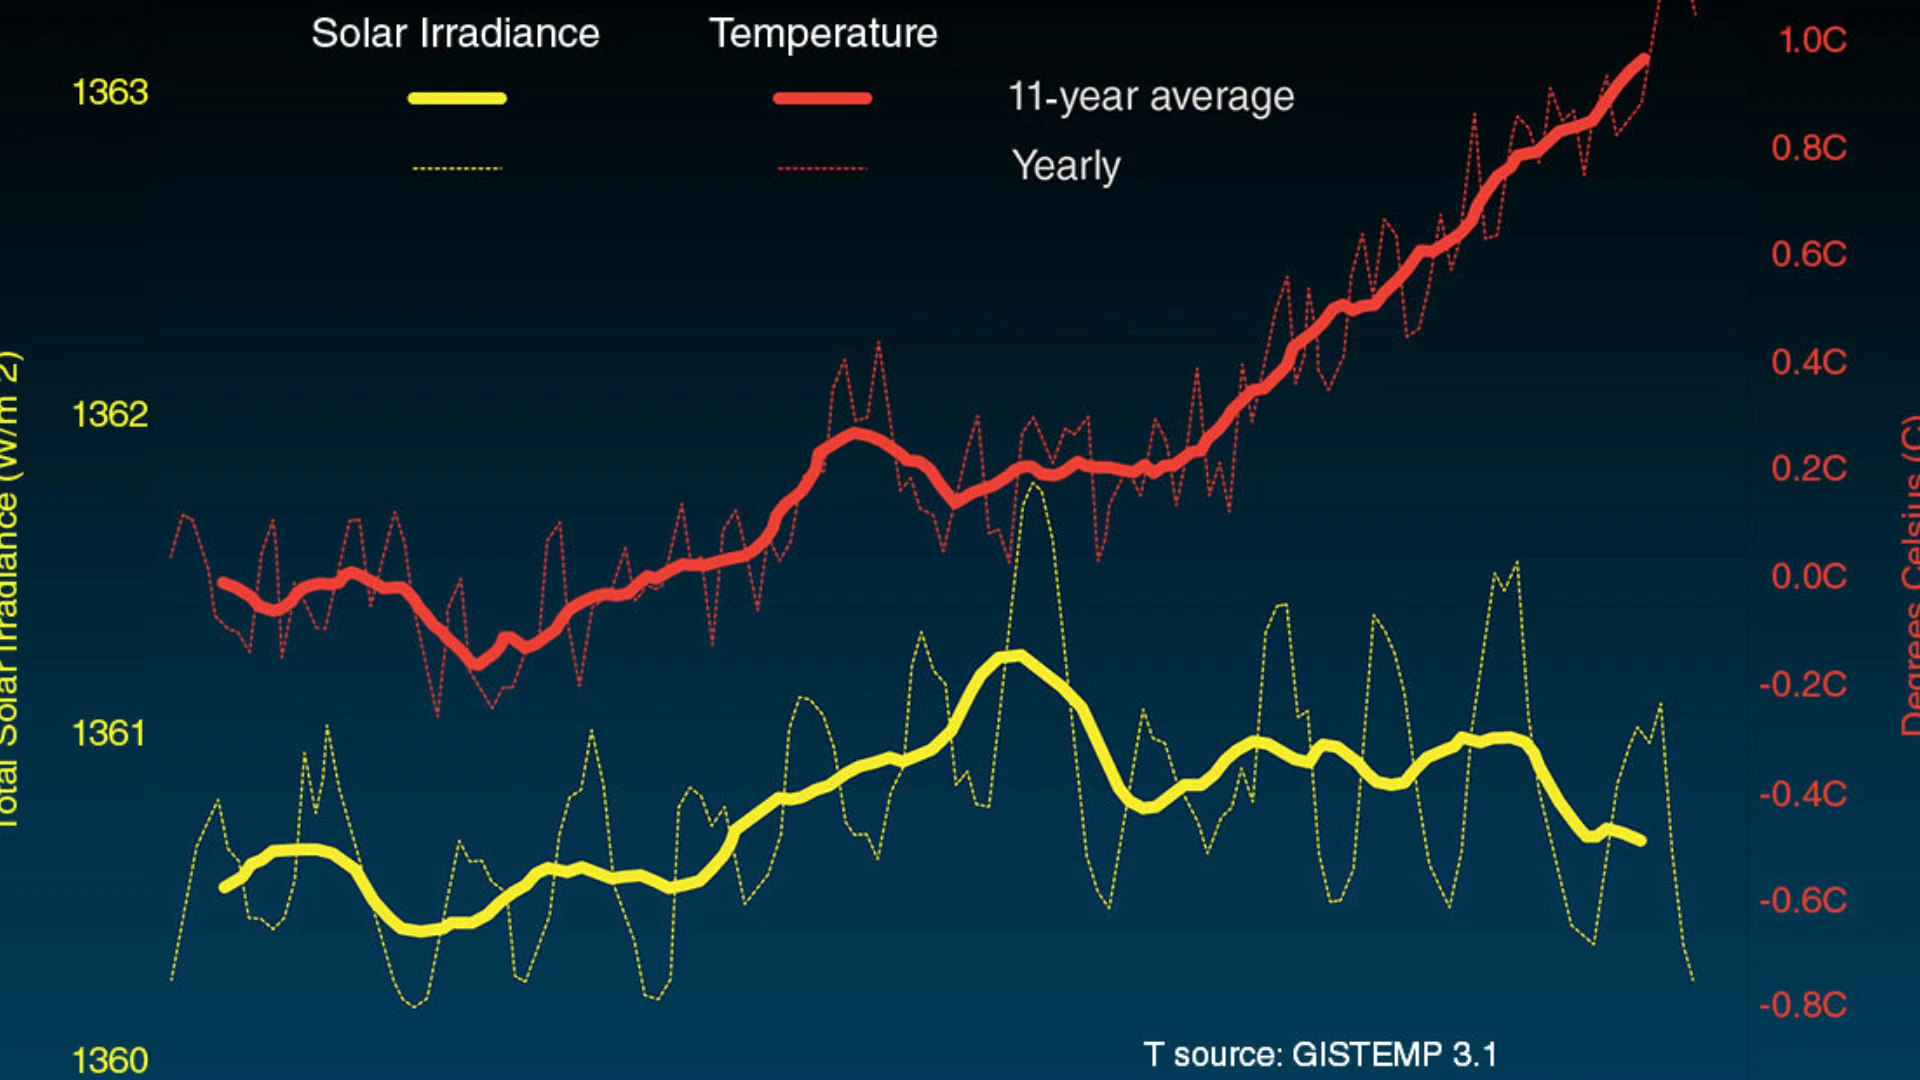 Solar Irradiance
Temperature
11-year average
Yearly
1363
1362
1361
1360
Total Solar Irradiance (W/m 2)
1.0C
0.8C
0.6C
0.4C
0.2C
0.0C
-0.2C
-0.4C
-0.6C
-0.8C
Degrees Celsius (C)
T source: GISTEMP 3.1